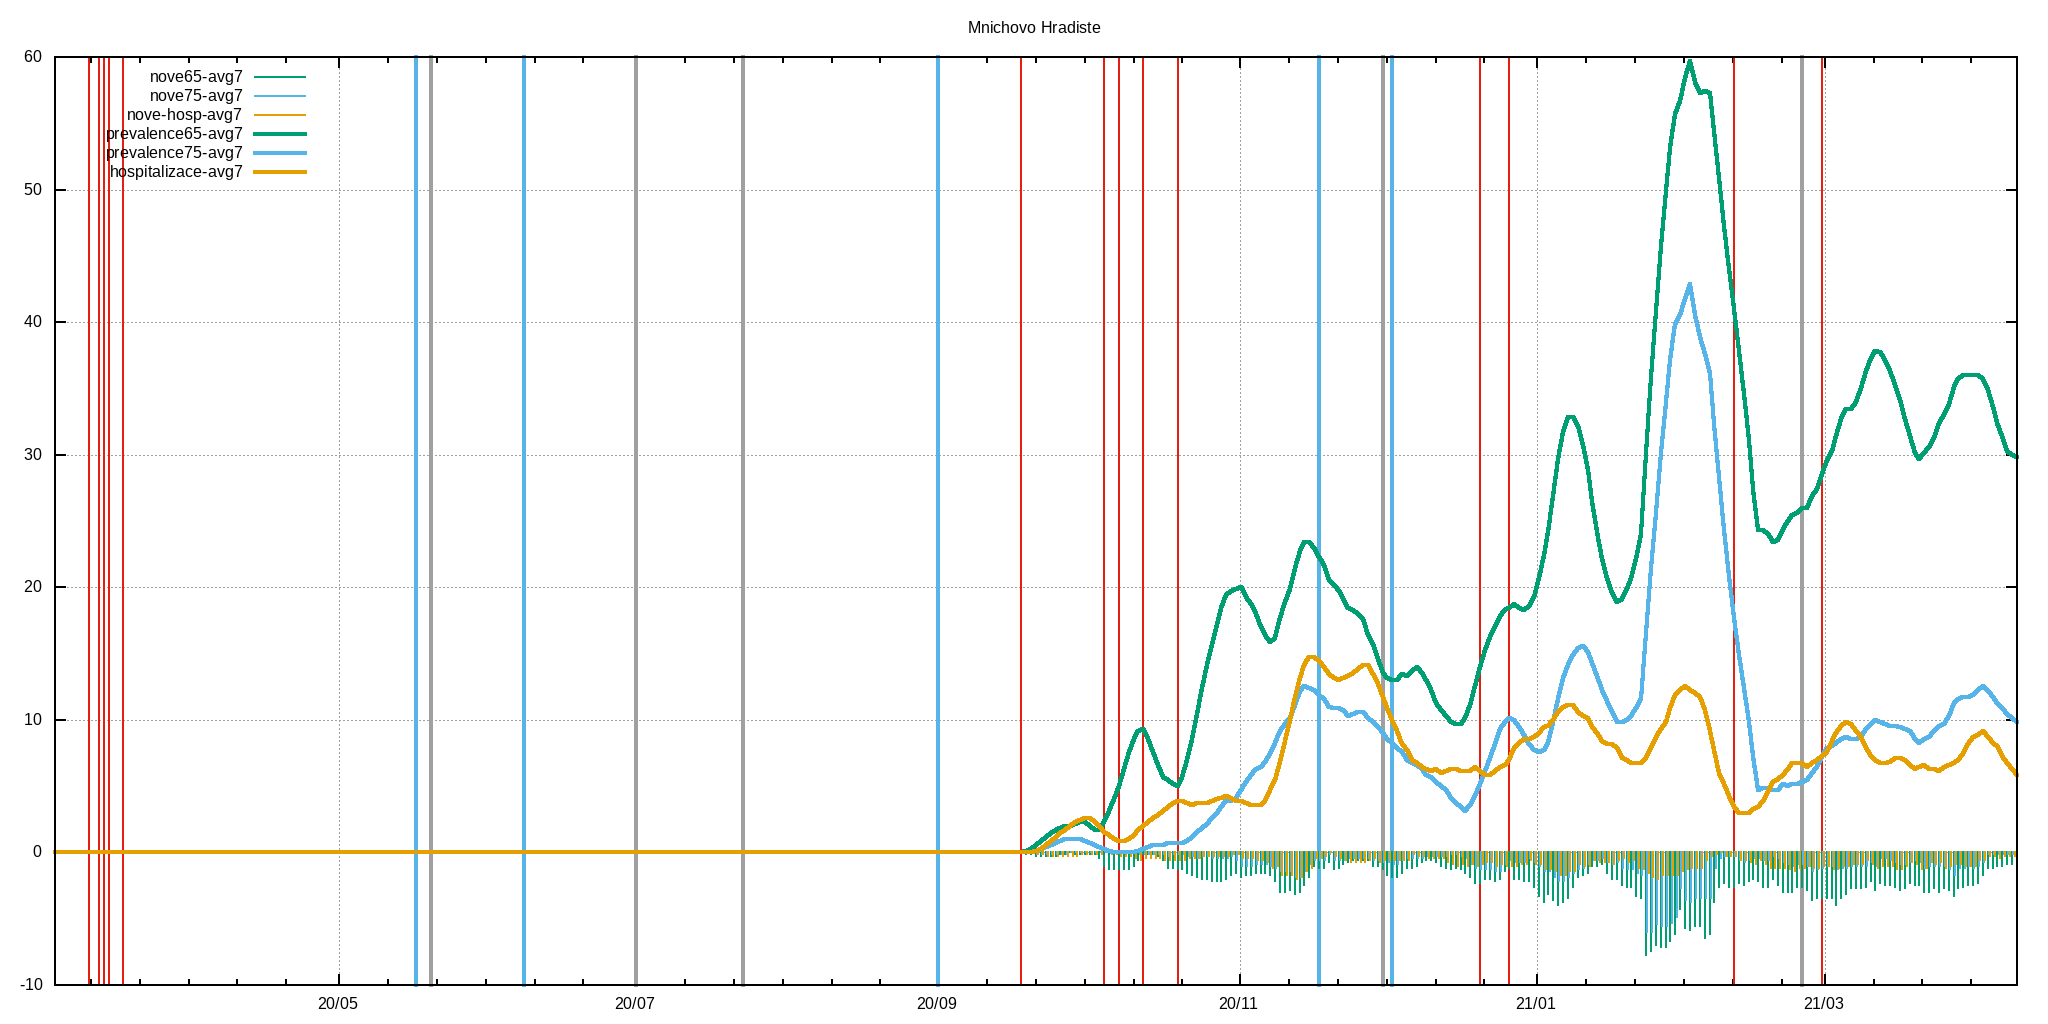 Mnichovo Hradiste
60
50
40
30
20
10
0
-10
nove65-avg7
nove75-avg7
nove-hosp-avg7
prevalence65-avg7
prevalence75-avg7
hospitalizace-avg7
20/05 20/07 20/09 20/11 21/01 21/03